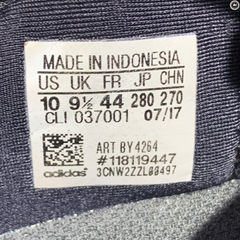 MADE IN INDONESIA
US UK FR JP CHN
10 9½ 44 280 270
CLI 037001 07/17
ART BY4264
#118119447
adidas 3CNW2ZZL00497